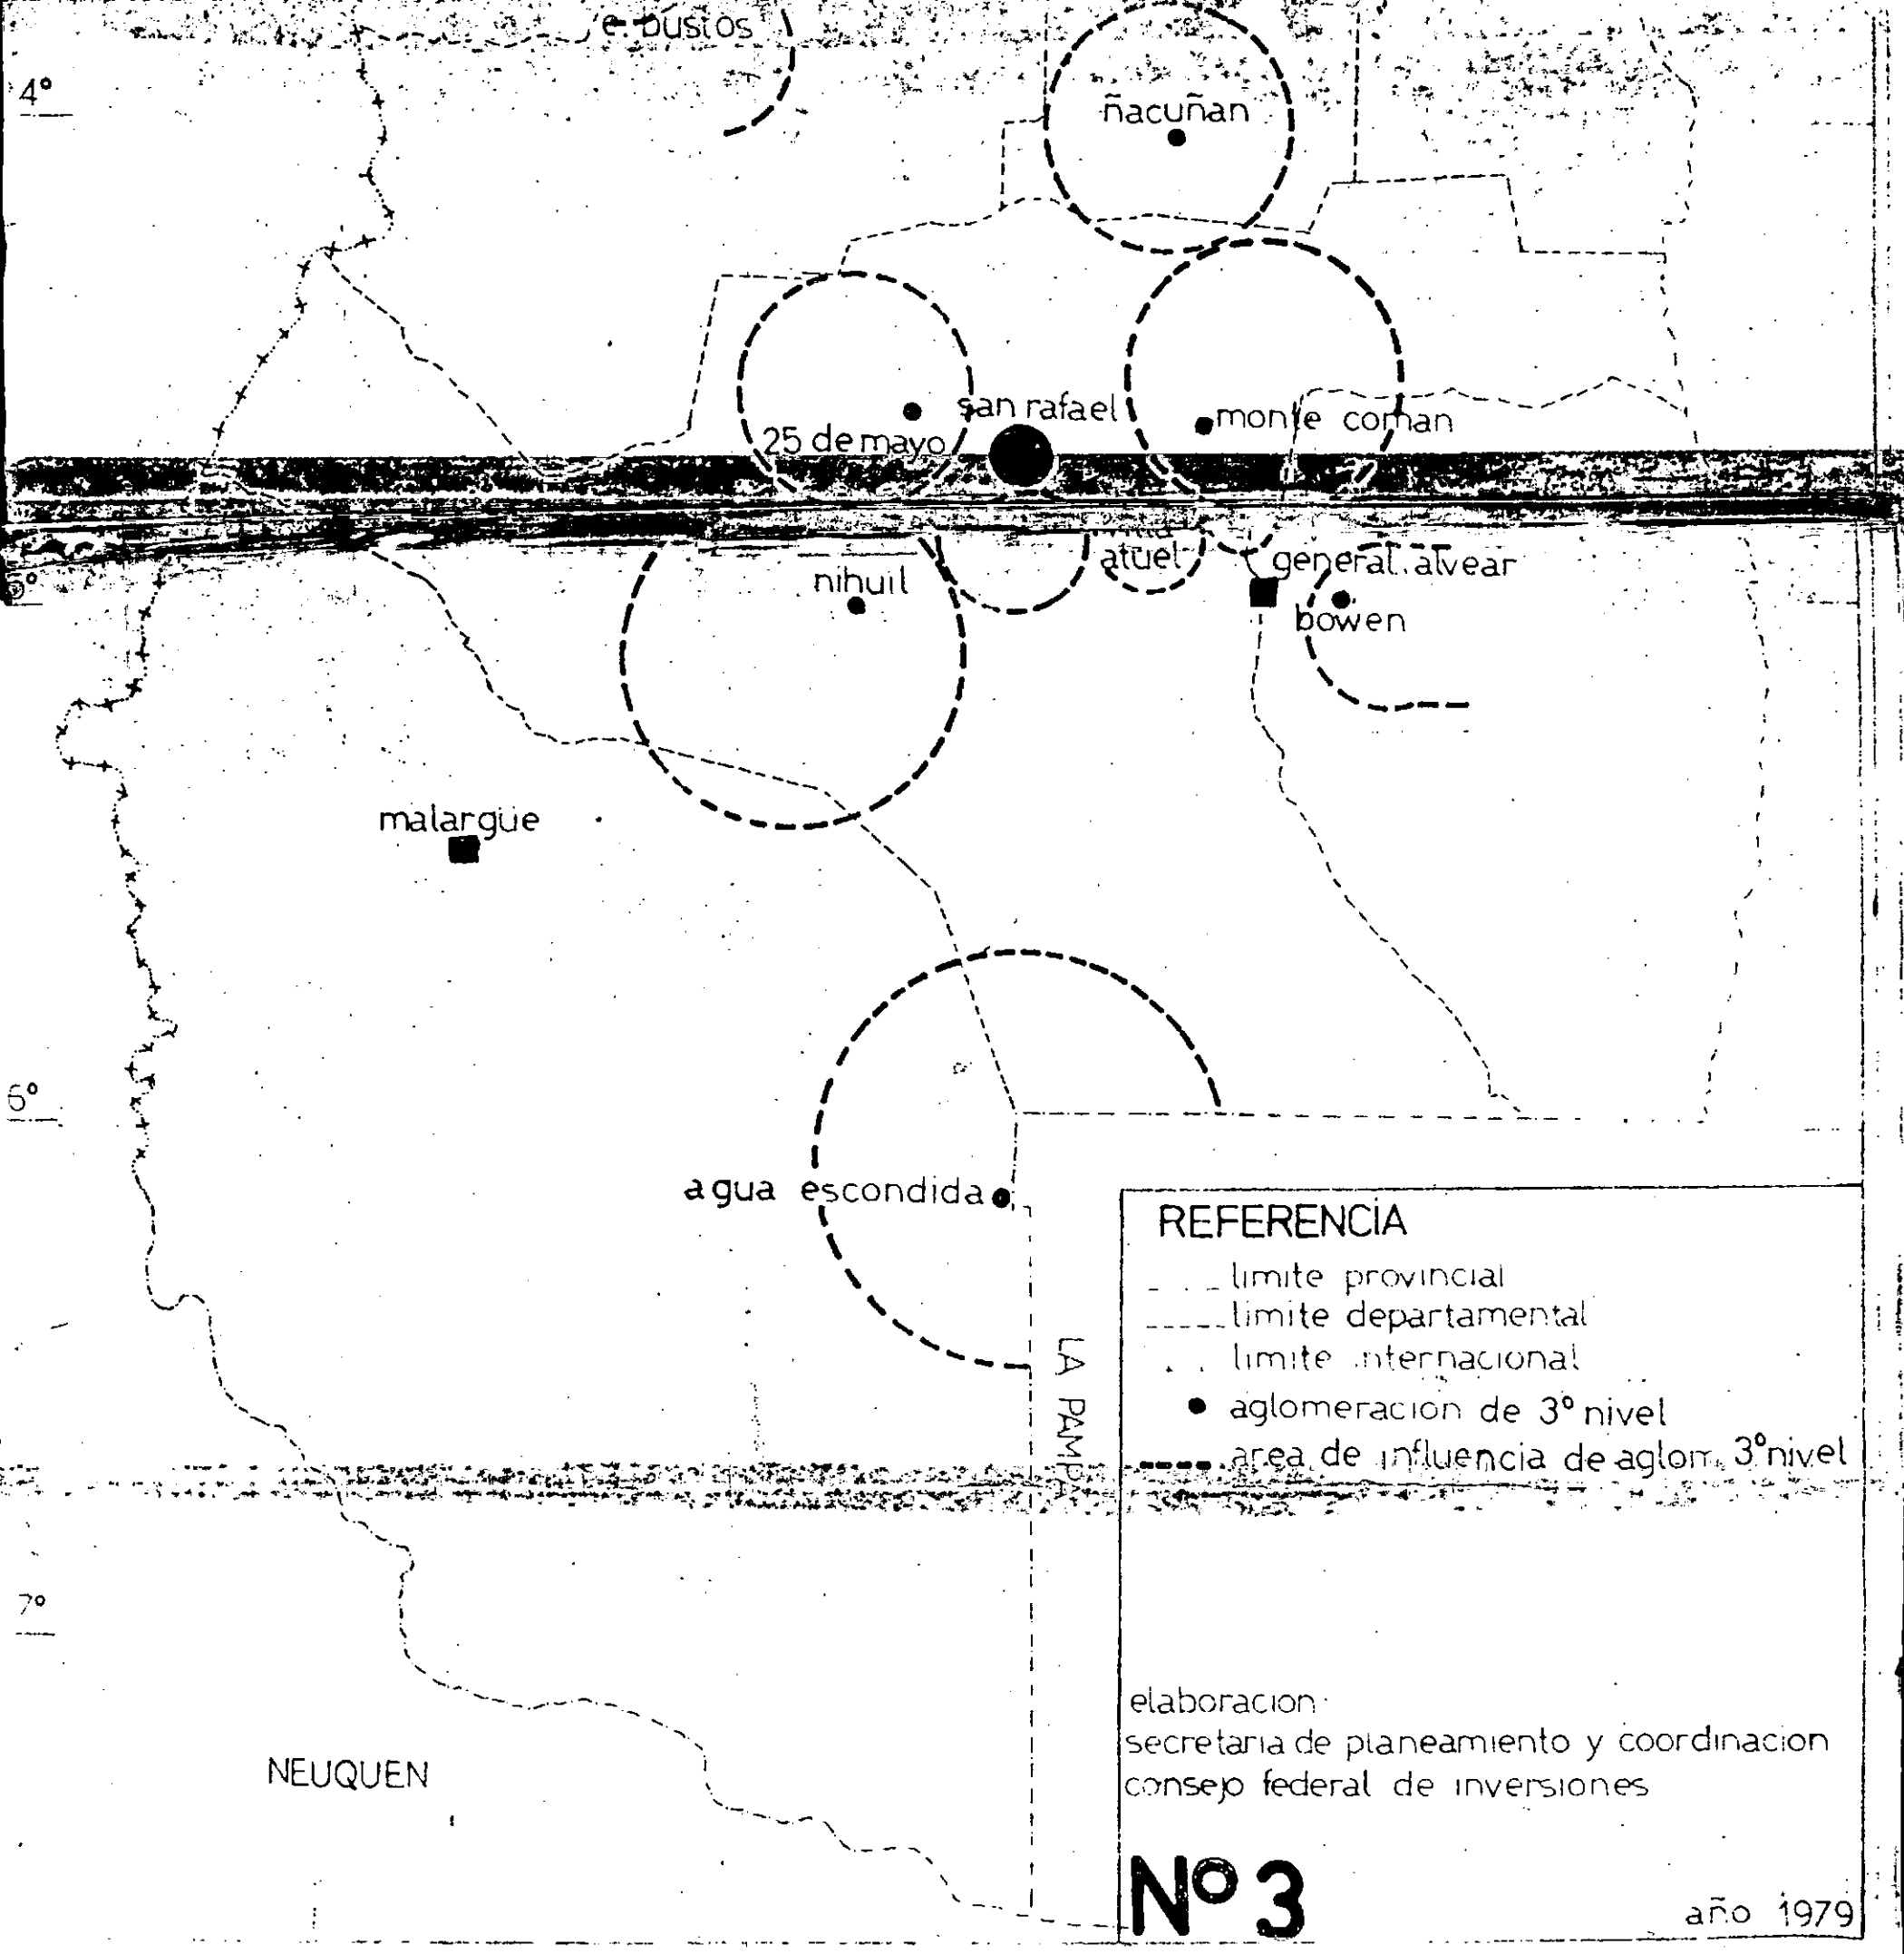 e. bustos
4°
ñacuñan
san rafael
monte coman
25 de mayo
atuel
general alvear
nihuil
bowen
malargüe
6°
agua escondida
REFERENCIA
limite provincial
limite departamental
limite internacional
aglomeracion de 3° nivel
area de influencia de aglom. 3° nivel
LA PAMPA
7°
elaboracion
secretaria de planeamiento y coordinacion
consejo federal de inversiones
NEUQUEN
Nº 3
año 1979